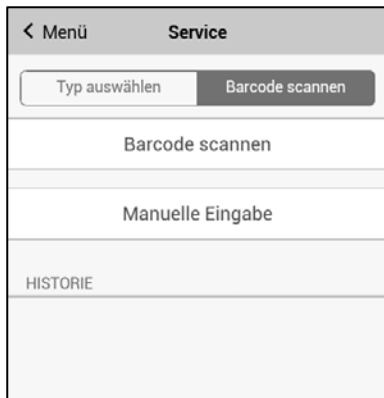 Menü Service
Typ auswählen Barcode scannen
Barcode scannen
Manuelle Eingabe
HISTORIE